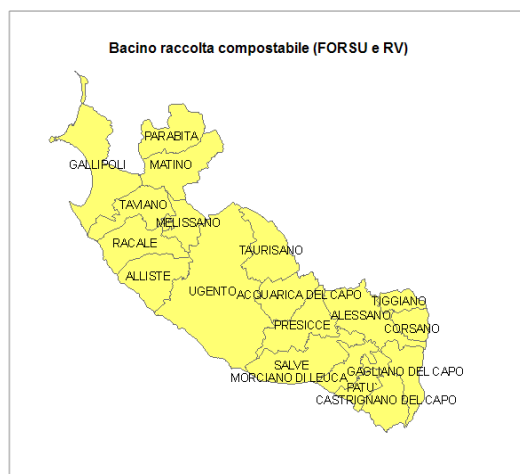 Bacino raccolta compostabile (FORSU e RV)
PARABITA
GALLIPOLI
MATINO
TAVIANO
MELISSANO
RACALE
TAURISANO
ALLISTE
UGENTO
ACQUARICA DEL CAPO
TIGGIANO
ALESSANO
PRESICCE
CORSANO
SALVE
GAGLIANO DEL CAPO
MORCIANO DI LEUCA
PATU'
CASTRIGNANO DEL CAPO